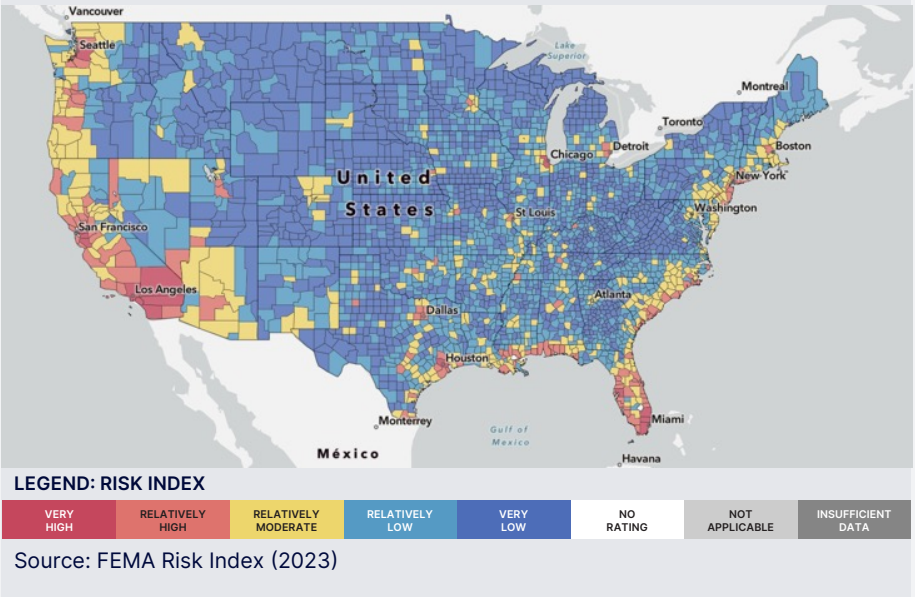 Vancouver
Seattle
Lake
Superior
Montreal
Toronto
Boston
Detroit
Chicago
New York
United
States
Washington
St Louis
San Francisco
Los Angeles
Atlanta
Dallas
Houston
Miami
Monterrey
Gulf of
Mexico
México
Havana
LEGEND: RISK INDEX
VERY
HIGH
RELATIVELY
HIGH
RELATIVELY
MODERATE
RELATIVELY
LOW
VERY
LOW
NO
RATING
NOT
APPLICABLE
INSUFFICIENT
DATA
Source: FEMA Risk Index (2023)